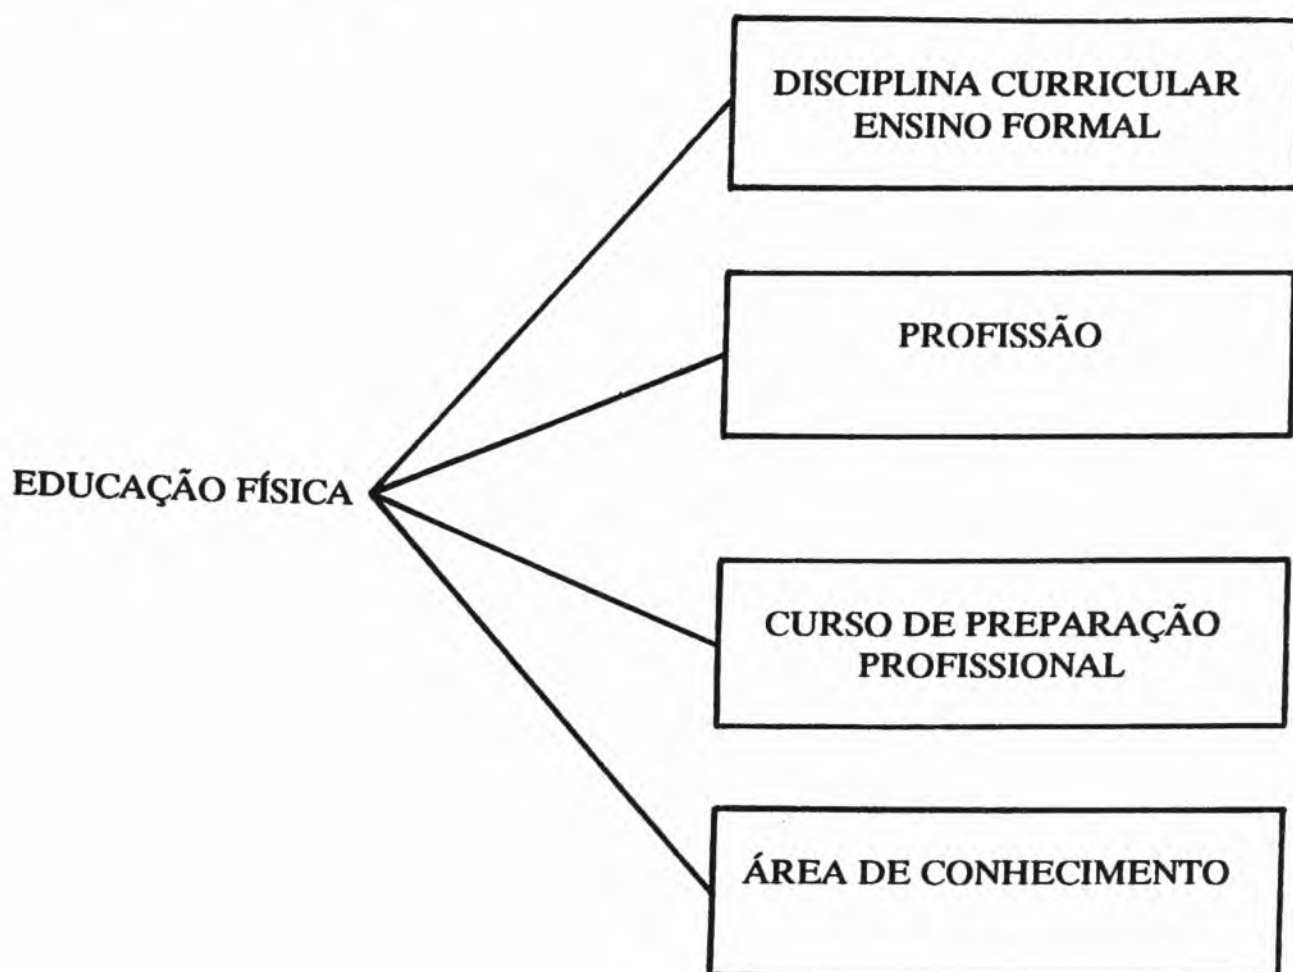 DISCIPLINA CURRICULAR
ENSINO FORMAL
PROFISSÃO
EDUCAÇÃO FÍSICA
CURSO DE PREPARAÇÃO
PROFISSIONAL
ÁREA DE CONHECIMENTO